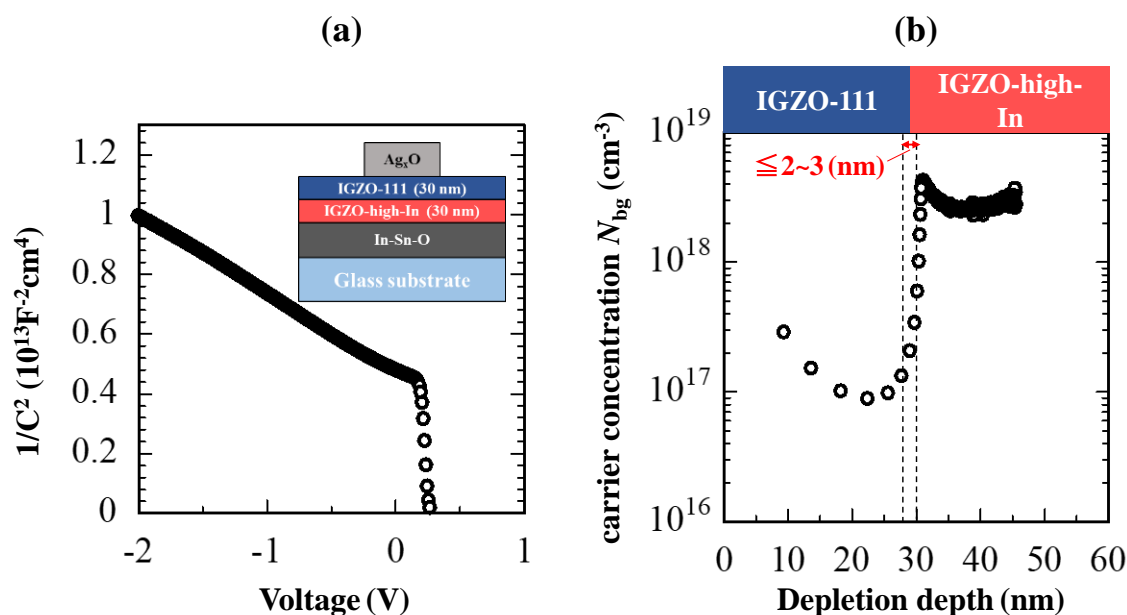 (a)
1/C² (10¹³F⁻²cm⁴)
1.2
1
0.8
0.6
0.4
0.2
0
-2
-1
0
1
Voltage (V)
AgₓO
IGZO-111 (30 nm)
IGZO-high-In (30 nm)
In-Sn-O
Glass substrate
(b)
IGZO-111
IGZO-high-
In
≦2~3 (nm)
carrier concentration N_bg (cm⁻³)
10¹⁹
10¹⁸
10¹⁷
10¹⁶
0
10
20
30
40
50
60
Depletion depth (nm)